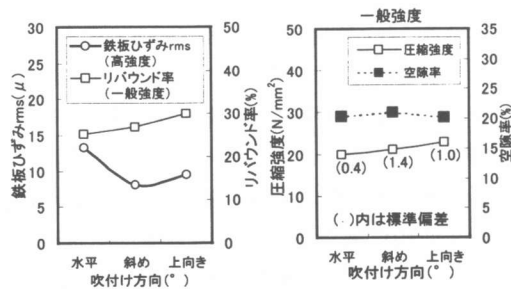 一般強度
鉄板ひずみrms(μ)
30
25
20
15
10
5
0
鉄板ひずみrms
(高強度)
リバウンド率
(一般強度)
50
40
30
20
10
0
リバウンド率(%)
水平 斜め 上向き
吹付け方向(°)
圧縮強度(N/mm²)
50
40
30
20
10
0
圧縮強度
空隙率
(0.4) (1.4) (1.0)
( )内は標準偏差
35
30
25
20
15
10
5
0
空隙率(%)
水平 斜め 上向き
吹付け方向(°)